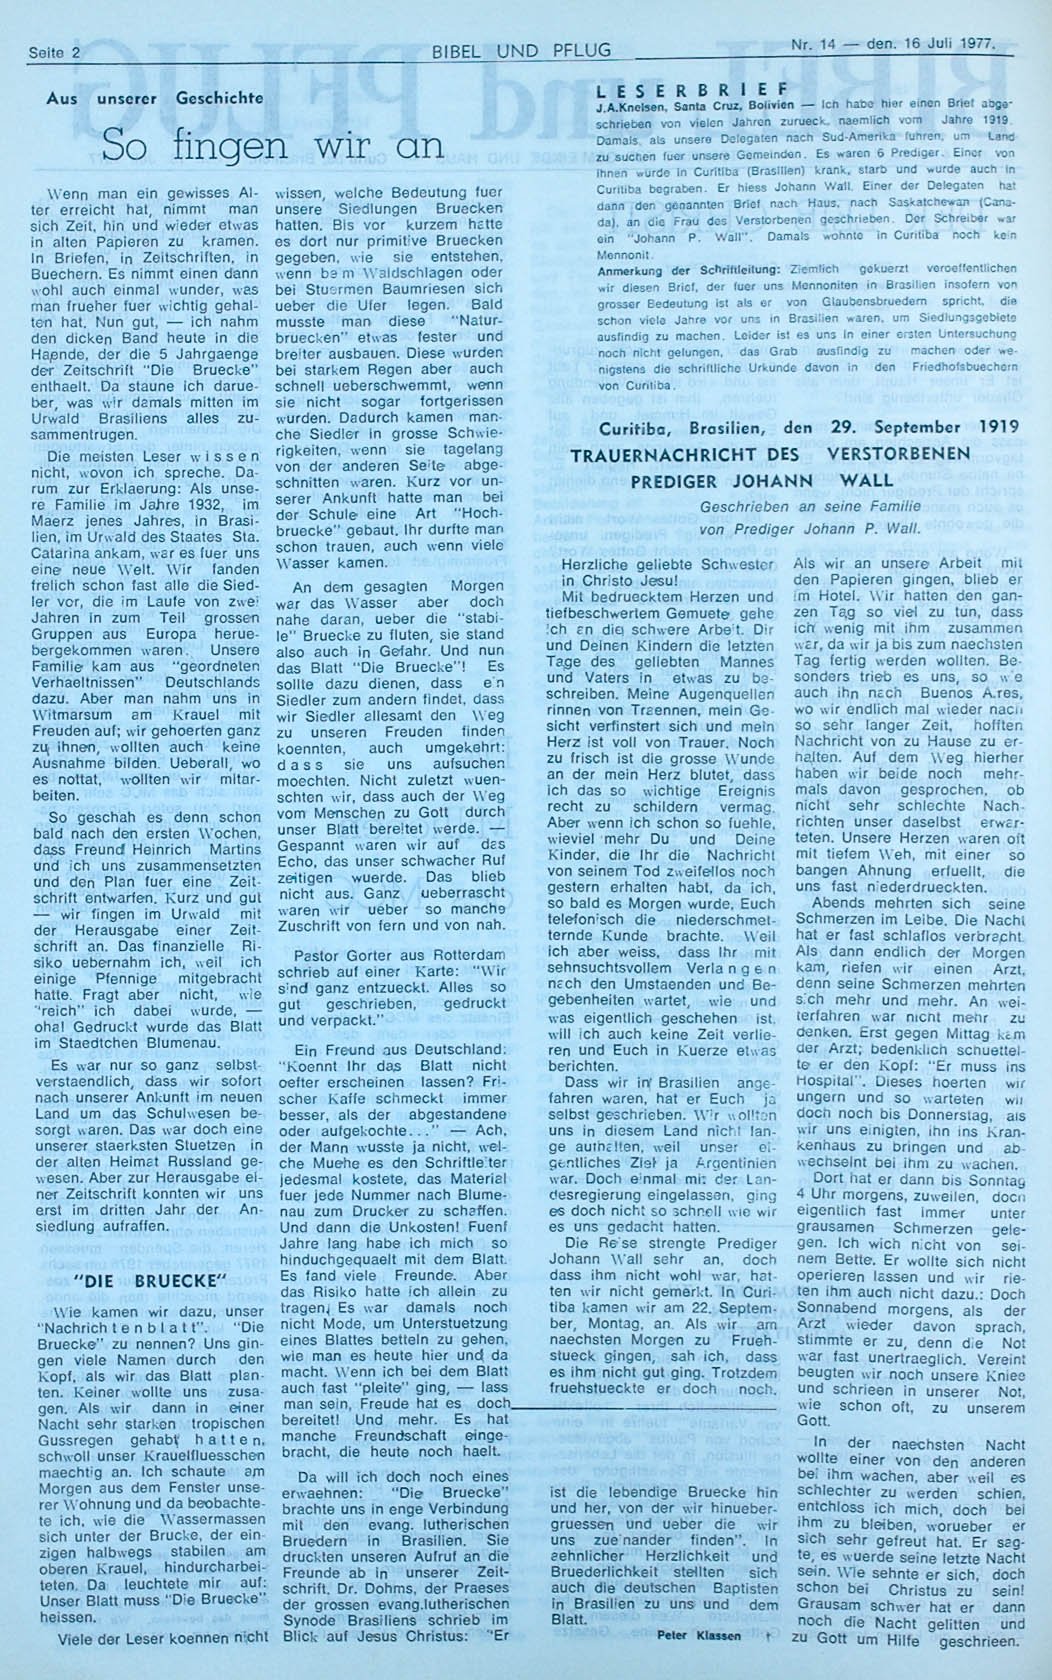 Seite 2
BIBEL UND PFLUG
Nr. 14 — den. 16 Juli 1977.
Aus unserer Geschichte
So fingen wir an
Wenn man ein gewisses Al-
ter erreicht hat, nimmt man
sich Zeit, hin und wieder etwas
in alten Papieren zu kramen.
In Briefen, in Zeitschriften, in
Buechern. Es nimmt einen dann
wohl auch einmal wunder, was
man frueher fuer wichtig gehal-
ten hat. Nun gut, — ich nahm
den dicken Band heute in die
Haende, der die 5 Jahrgaenge
der Zeitschrift "Die Bruecke"
enthaelt. Da staune ich darue-
ber, was wir damals mitten im
Urwald Brasiliens alles zu-
sammentrugen.
Die meisten Leser wissen
nicht, wovon ich spreche. Da-
rum zur Erklaerung: Als unse-
re Familie im Jahre 1932, im
Maerz jenes Jahres, in Brasi-
lien, im Urwald des Staates Sta.
Catarina ankam, war es fuer uns
eine neue Welt. Wir fanden
frelich schon fast alle die Sied-
ler vor, die im Laufe von zwei
Jahren in zum Teil grossen
Gruppen aus Europa herue-
bergekommen waren. Unsere
Familie kam aus "geordneten
Verhaeltnissen" Deutschlands
dazu. Aber man nahm uns in
Witmarsum am Krauel mit
Freuden auf; wir gehoerten ganz
zu ihnen, wollten auch keine
Ausnahme bilden. Ueberall, wo
es nottat, wollten wir mitar-
beiten.
So geschah es denn schon
bald nach den ersten Wochen,
dass Freund Heinrich Martins
und ich uns zusammensetzten
und den Plan fuer eine Zeit-
schrift entwarfen. Kurz und gut
— wir fingen im Urwald mit
der Herausgabe einer Zeit-
schrift an. Das finanzielle Ri-
siko uebernahm ich, weil ich
einige Pfennige mitgebracht
hatte. Fragt aber nicht, wie
"reich" ich dabei wurde, —
oha! Gedruckt wurde das Blatt
im Staedtchen Blumenau.
Es war nur so ganz selbst-
verstaendlich, dass wir sofort
nach unserer Ankunft im neuen
Land um das Schulwesen be-
sorgt waren. Das war doch eine
unserer staerksten Stuetzen in
der alten Heimat Russland ge-
wesen. Aber zur Herausgabe ei-
ner Zeitschrift konnten wir uns
erst im dritten Jahr der An-
siedlung aufraffen.
"DIE BRUECKE"
Wie kamen wir dazu, unser
"Nachrichtenblatt". "Die
Bruecke" zu nennen? Uns gin-
gen viele Namen durch den
Kopf, als wir das Blatt plan-
ten. Keiner wollte uns zusa-
gen. Als wir dann in einer
Nacht sehr starken tropischen
Gussregen gehabt hatten,
schwoll unser Krauelfluesschen
maechtig an. Ich schaute am
Morgen aus dem Fenster unse-
rer Wohnung und da beobachte-
te ich, wie die Wassermassen
sich unter der Brucke, der ein-
zigen halbwegs stabilen am
oberen Krauel, hindurcharbei-
teten. Da leuchtete mir auf:
Unser Blatt muss "Die Bruecke"
heissen.
Viele der Leser koennen nicht
wissen, welche Bedeutung fuer
unsere Siedlungen Bruecken
hatten. Bis vor kurzem hatte
es dort nur primitive Bruecken
gegeben, wie sie entstehen,
wenn beim Waldschlagen oder
bei Stuermen Baumriesen sich
ueber die Ufer legen. Bald
musste man diese "Natur-
bruecken" etwas fester und
breiter ausbauen. Diese wurden
bei starkem Regen aber auch
schnell ueberschwemmt, wenn
sie nicht sogar fortgerissen
wurden. Dadurch kamen man-
che Siedler in grosse Schwie-
rigkeiten, wenn sie tagelang
von der anderen Seite abge-
schnitten waren. Kurz vor un-
serer Ankunft hatte man bei
der Schule eine Art "Hoch-
bruecke" gebaut. Ihr durfte man
schon trauen, auch wenn viele
Wasser kamen.
An dem gesagten Morgen
war das Wasser aber doch
nahe daran, ueber die "stabi-
le" Bruecke zu fluten, sie stand
also auch in Gefahr. Und nun
das Blatt "Die Bruecke"! Es
sollte dazu dienen, dass ein
Siedler zum andern findet, dass
wir Siedler allesamt den Weg
zu unseren Freuden finden
koennten, auch umgekehrt:
dass sie uns aufsuchen
moechten. Nicht zuletzt wuen-
schten wir, dass auch der Weg
vom Menschen zu Gott durch
unser Blatt bereitet werde. —
Gespannt waren wir auf das
Echo, das unser schwacher Ruf
zeitigen wuerde. Das blieb
nicht aus. Ganz ueberrascht
waren wir ueber so manche
Zuschrift von fern und von nah.
Pastor Gorter aus Rotterdam
schrieb auf einer Karte: "Wir
sind ganz entzueckt. Alles so
gut geschrieben, gedruckt
und verpackt."
Ein Freund aus Deutschland:
"Koennt Ihr das Blatt nicht
oefter erscheinen lassen? Fri-
scher Kaffe schmeckt immer
besser, als der abgestandene
oder aufgekochte..." — Ach,
der Mann wusste ja nicht, wel-
che Muehe es den Schriftleiter
jedesmal kostete, das Material
fuer jede Nummer nach Blume-
nau zum Drucker zu schaffen.
Und dann die Unkosten! Fuenf
Jahre lang habe ich mich so
hinduchgequaelt mit dem Blatt.
Es fand viele Freunde. Aber
das Risiko hatte ich allein zu
tragen. Es war damals noch
nicht Mode, um Unterstuetzung
eines Blattes betteln zu gehen,
wie man es heute hier und da
macht. Wenn ich bei dem Blatt
auch fast "pleite" ging, — lass
man sein, Freude hat es doch
bereitet! Und mehr. Es hat
manche Freundschaft einge-
bracht, die heute noch haelt.
Da will ich doch noch eines
erwaehnen: "Die Bruecke"
brachte uns in enge Verbindung
mit den evang. lutherischen
Bruedern in Brasilien. Sie
druckten unseren Aufruf an die
Freunde ab in unserer Zeit-
schrift. Dr. Dohms, der Praeses
der grossen evang.lutherischen
Synode Brasiliens schrieb im
Blick auf Jesus Christus: "Er
ist die lebendige Bruecke hin
und her, von der wir hinueber-
gruessen und ueber die wir
uns zueinander finden". In
aehnlicher Herzlichkeit und
Bruederlichkeit stellten sich
auch die deutschen Baptisten
in Brasilien zu uns und dem
Blatt.
Peter Klassen †
LESERBRIEF
J.A.Knelsen, Santa Cruz, Bolivien — Ich habe hier einen Brief abge-
schrieben von vielen Jahren zurueck, naemlich vom Jahre 1919.
Damals, als unsere Delegaten nach Sud-Amerika fuhren, um Land
zu suchen fuer unsere Gemeinden. Es waren 6 Prediger. Einer von
ihnen wurde in Curitiba (Brasilien) krank, starb und wurde auch in
Curitiba begraben. Er hiess Johann Wall. Einer der Delegaten hat
dann den genannten Brief nach Haus, nach Saskatchewan (Cana-
da), an die Frau des Verstorbenen geschrieben. Der Schreiber war
ein "Johann P. Wall". Damals wohnte in Curitiba noch kein
Mennonit.
Anmerkung der Schriftleitung: Ziemlich gekuerzt veroeffentlichen
wir diesen Brief, der fuer uns Mennoniten in Brasilien insofern von
grosser Bedeutung ist als er von Glaubensbruedern spricht, die
schon viele Jahre vor uns in Brasilien waren, um Siedlungsgebiete
ausfindig zu machen. Leider ist es uns in einer ersten Untersuchung
noch nicht gelungen, das Grab ausfindig zu machen oder we-
nigstens die schriftliche Urkunde davon in den Friedhofsbuechern
von Curitiba.
Curitiba, Brasilien, den 29. September 1919
TRAUERNACHRICHT DES VERSTORBENEN
PREDIGER JOHANN WALL
Geschrieben an seine Familie
von Prediger Johann P. Wall.
Herzliche geliebte Schwester
in Christo Jesu!
Mit bedruecktem Herzen und
tiefbeschwertem Gemuete gehe
ich an die schwere Arbeit. Dir
und Deinen Kindern die letzten
Tage des geliebten Mannes
und Vaters in etwas zu be-
schreiben. Meine Augenquellen
rinnen von Traennen, mein Ge-
sicht verfinstert sich und mein
Herz ist voll von Trauer. Noch
zu frisch ist die grosse Wunde
an der mein Herz blutet, dass
ich das so wichtige Ereignis
recht zu schildern vermag.
Aber wenn ich schon so fuehle,
wieviel mehr Du und Deine
Kinder, die Ihr die Nachricht
von seinem Tod zweifellos noch
gestern erhalten habt, da ich,
so bald es Morgen wurde, Euch
telefonisch die niederschmet-
ternde Kunde brachte. Weil
ich aber weiss, dass Ihr mit
sehnsuchtsvollem Verlangen
nach den Umstaenden und Be-
gebenheiten wartet, wie und
was eigentlich geschehen ist,
will ich auch keine Zeit verlie-
ren und Euch in Kuerze etwas
berichten.
Dass wir in Brasilien ange-
fahren waren, hat er Euch ja
selbst geschrieben. Wir wollten
uns in diesem Land nicht lan-
ge aufhalten, weil unser ei-
gentliches Ziel ja Argentinien
war. Doch einmal mit der Lan-
desregierung eingelassen, ging
es doch nicht so schnell wie wir
es uns gedacht hatten.
Die Reise strengte Prediger
Johann Wall sehr an, doch
dass ihm nicht wohl war, hat-
ten wir nicht gemerkt. In Curi-
tiba kamen wir am 22. Septem-
ber, Montag, an. Als wir am
naechsten Morgen zu Frueh-
stueck gingen, sah ich, dass
es ihm nicht gut ging. Trotzdem
fruehstueckte er doch noch.
Als wir an unsere Arbeit mit
den Papieren gingen, blieb er
im Hotel. Wir hatten den gan-
zen Tag so viel zu tun, dass
ich wenig mit ihm zusammen
war, da wir ja bis zum naechsten
Tag fertig werden wollten. Be-
sonders trieb es uns, so wie
auch ihn nach Buenos Aires,
wo wir endlich mal wieder nach
so sehr langer Zeit, hofften
Nachricht von zu Hause zu er-
halten. Auf dem Weg hierher
haben wir beide noch mehr-
mals davon gesprochen, ob
nicht sehr schlechte Nach-
richten unser daselbst erwar-
teten. Unsere Herzen waren oft
mit tiefem Weh, mit einer so
bangen Ahnung erfuellt, die
uns fast niederdrueckten.
Abends mehrten sich seine
Schmerzen im Leibe. Die Nacht
hat er fast schlaflos verbracht.
Als dann endlich der Morgen
kam, riefen wir einen Arzt,
denn seine Schmerzen mehrten
sich mehr und mehr. An wei-
terfahren war nicht mehr zu
denken. Erst gegen Mittag kam
der Arzt; bedenklich schuettel-
te er den Kopf: "Er muss ins
Hospital". Dieses hoerten wir
ungern und so warteten wir
doch noch bis Donnerstag, als
wir uns einigten, ihn ins Kran-
kenhaus zu bringen und ab-
wechselnt bei ihm zu wachen.
Dort hat er dann bis Sonntag
4 Uhr morgens, zuweilen, doch
eigentlich fast immer unter
grausamen Schmerzen gele-
gen. Ich wich nicht von sei-
nem Bette. Er wollte sich nicht
operieren lassen und wir rie-
ten ihm auch nicht dazu.: Doch
Sonnabend morgens, als der
Arzt wieder davon sprach,
stimmte er zu, denn die Not
war fast unertraeglich. Vereint
beugten wir noch unsere Kniee
und schrieen in unserer Not,
wie schon oft, zu unserem
Gott.
In der naechsten Nacht
wollte einer von den anderen
bei ihm wachen, aber weil es
schlechter zu werden schien,
entchloss ich mich, doch bei
ihm zu bleiben, worueber er
sich sehr gefreut hat. Er sag-
te, es wuerde seine letzte Nacht
sein. Wie sehnte er sich, doch
schon bei Christus zu sein!
Grausam schwer hat er dann
noch die Nacht gelitten und
zu Gott um Hilfe geschrieen.